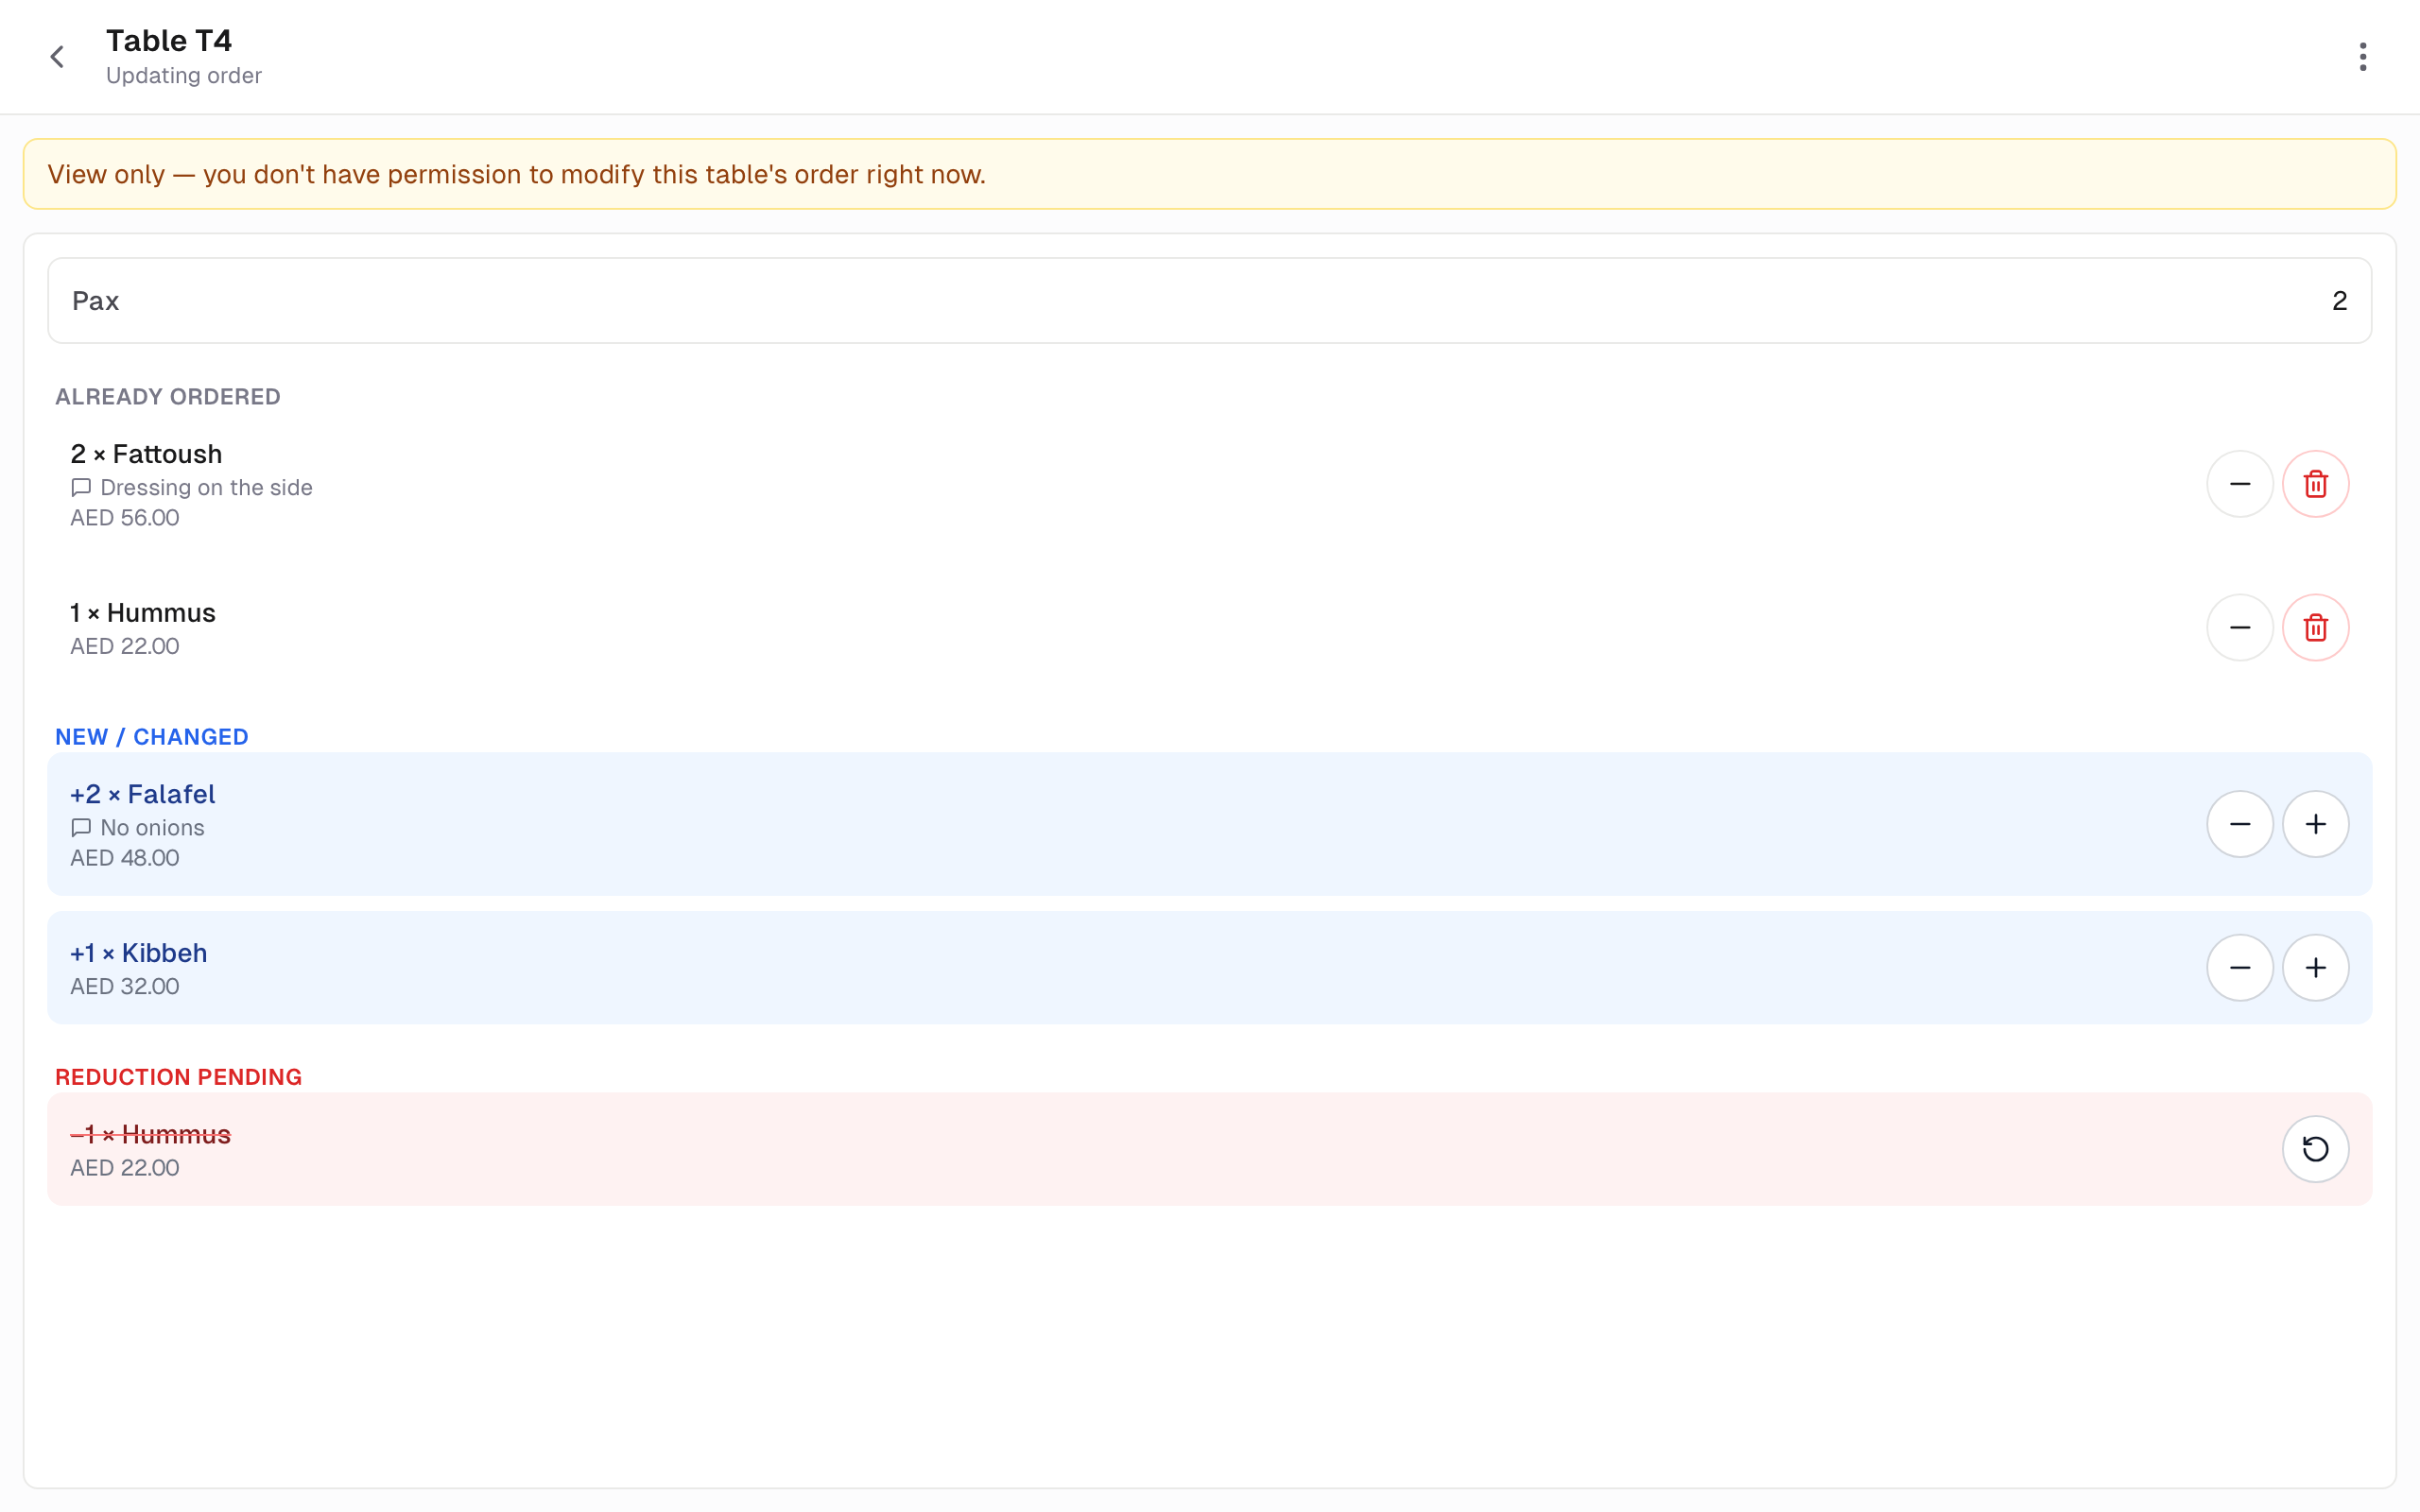 Table T4
Updating order
View only — you don't have permission to modify this table's order right now.
Pax 2
ALREADY ORDERED
2 × Fattoush
Dressing on the side
AED 56.00
1 × Hummus
AED 22.00
NEW / CHANGED
+2 × Falafel
No onions
AED 48.00
+1 × Kibbeh
AED 32.00
REDUCTION PENDING
−1 × Hummus
AED 22.00